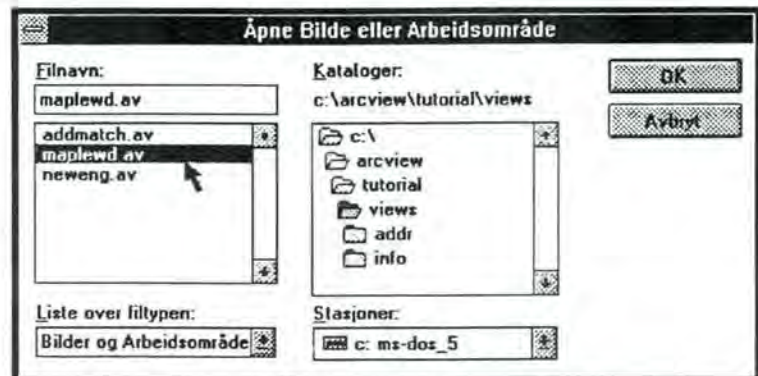 Åpne Bilde eller Arbeidsområde
Filnavn:
maplewd.av
addmatch.av
maplewd.av
neweng.av
Liste over filtypen:
Bilder og Arbeidsområde
Kataloger:
c:\arcview\tutorial\views
c:\
arcview
tutorial
views
addr
info
Stasjoner:
c: ms-dos_5
OK
Avbryt